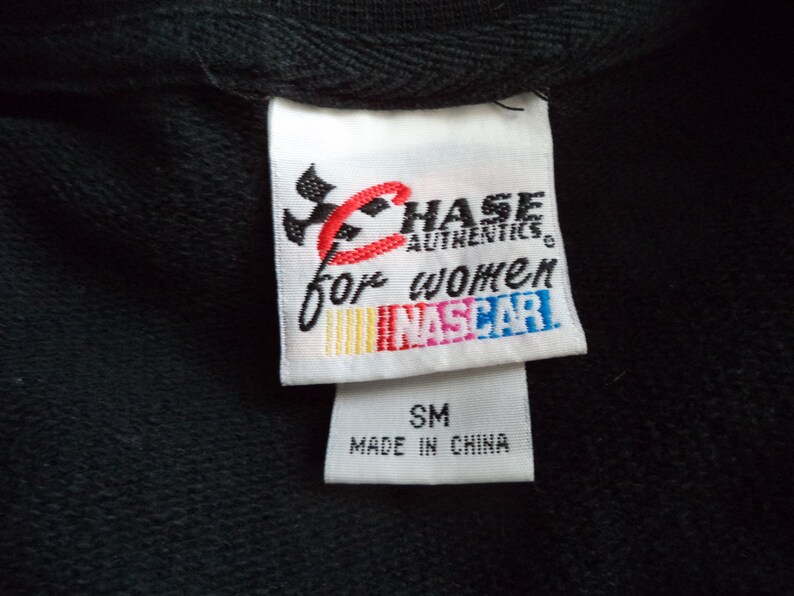 CHASE
AUTHENTICS®
for women
NASCAR.
SM
MADE IN CHINA